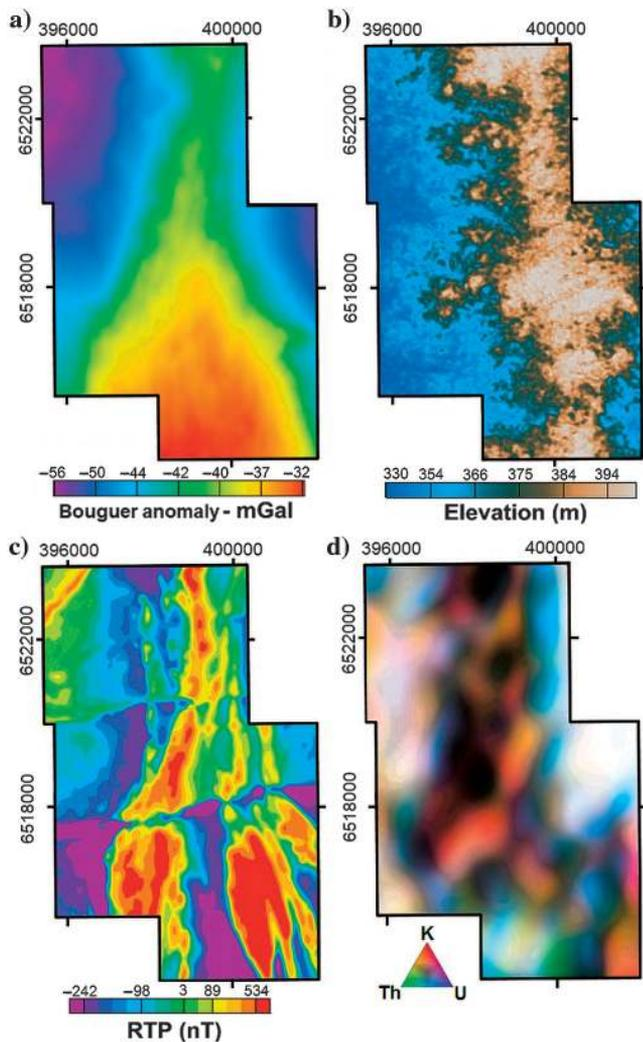 a)
396000 400000
6522000
6518000
−56 −50 −44 −42 −40 −37 −32
Bouguer anomaly - mGal
b)
396000 400000
6522000
6518000
330 354 366 375 384 394
Elevation (m)
c)
396000 400000
6522000
6518000
−242 −98 3 89 534
RTP (nT)
d)
396000 400000
6522000
6518000
K
Th U